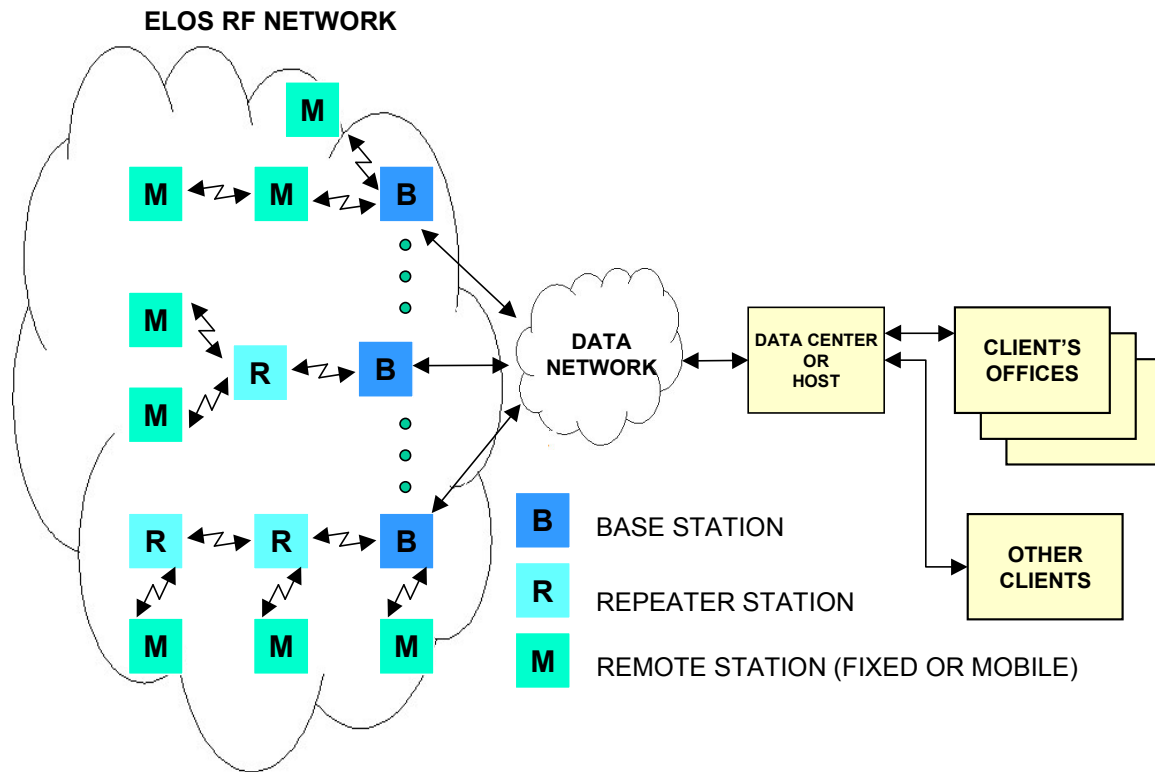 ELOS RF NETWORK
M
M
M
B
M
R
B
M
DATA
NETWORK
DATA CENTER
OR
HOST
CLIENT'S
OFFICES
R
R
B
M
M
M
B
BASE STATION
R
REPEATER STATION
M
REMOTE STATION (FIXED OR MOBILE)
OTHER
CLIENTS